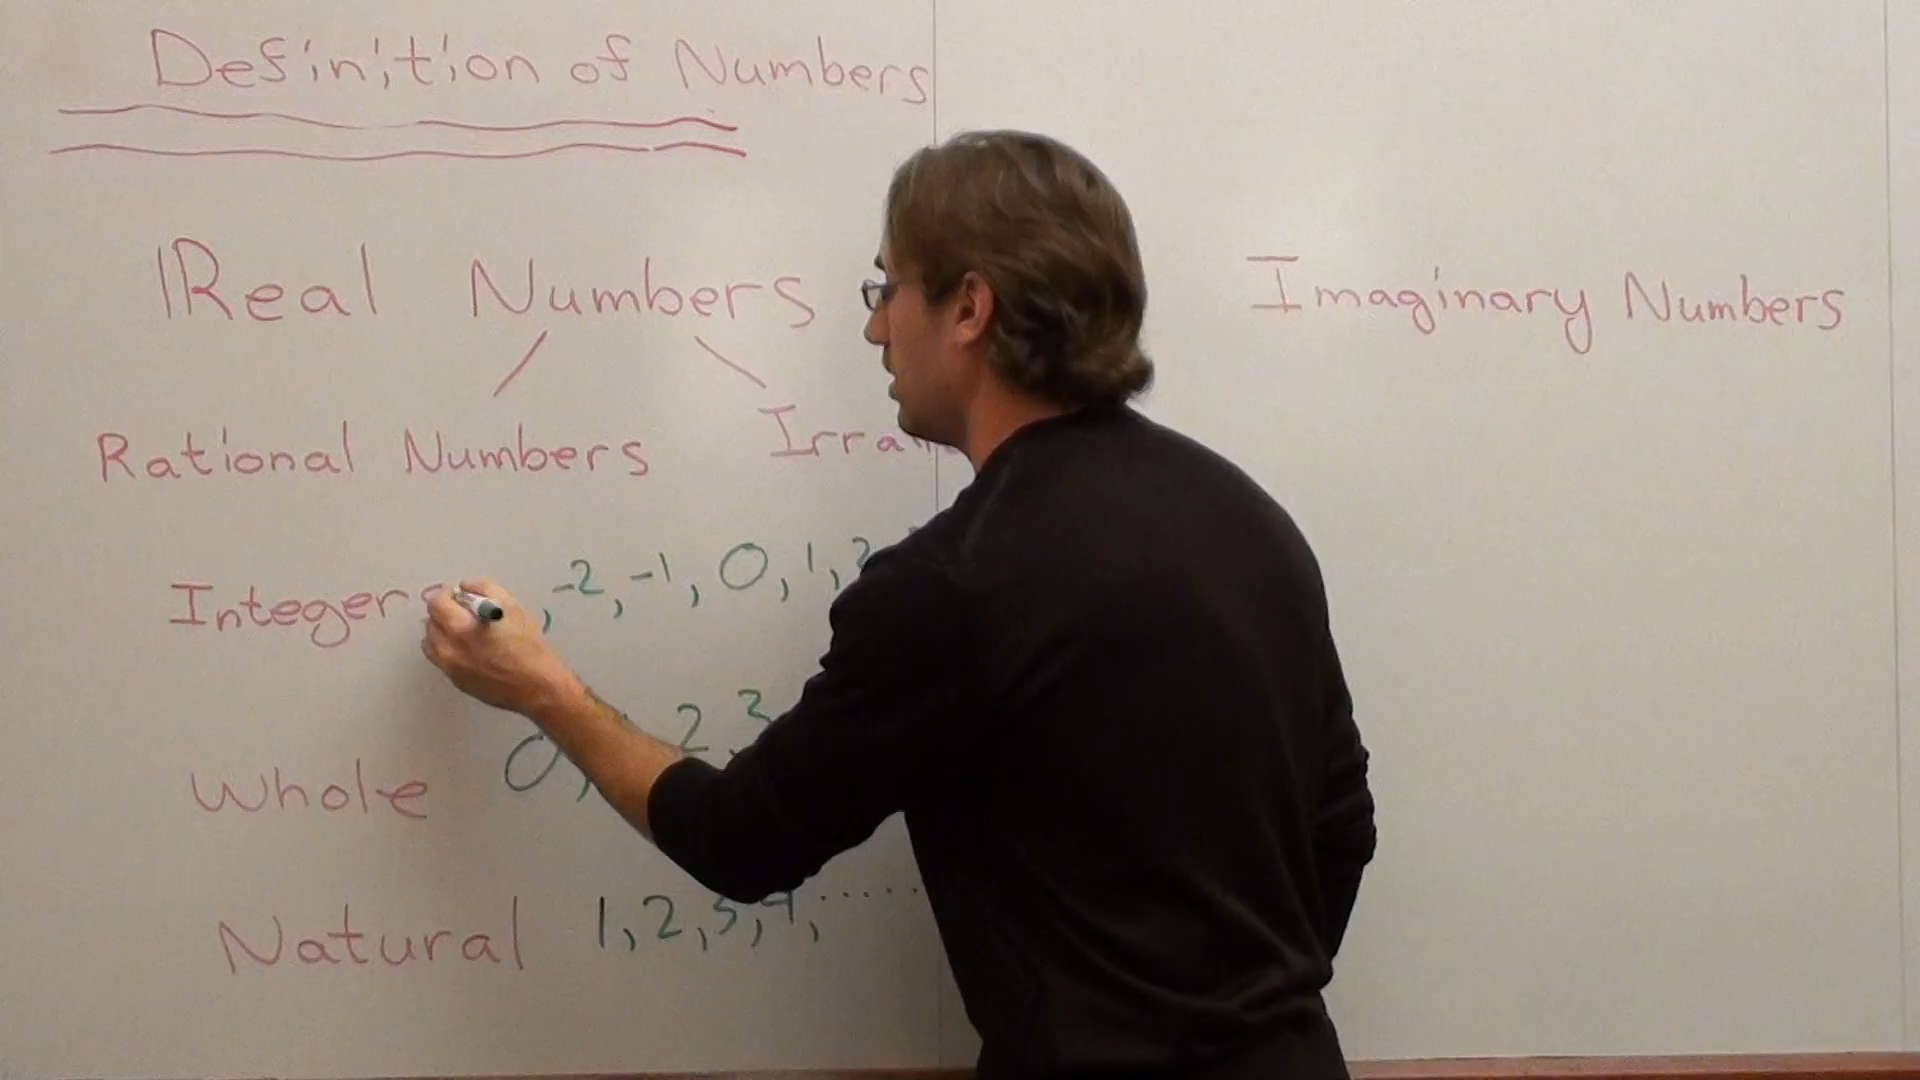 Definition of Numbers
Real Numbers
Imaginary Numbers
Rational Numbers
Integers , -2, -1, 0, 1, 2
Whole 0, 2, 3
Natural 1, 2, 3, 4, ......